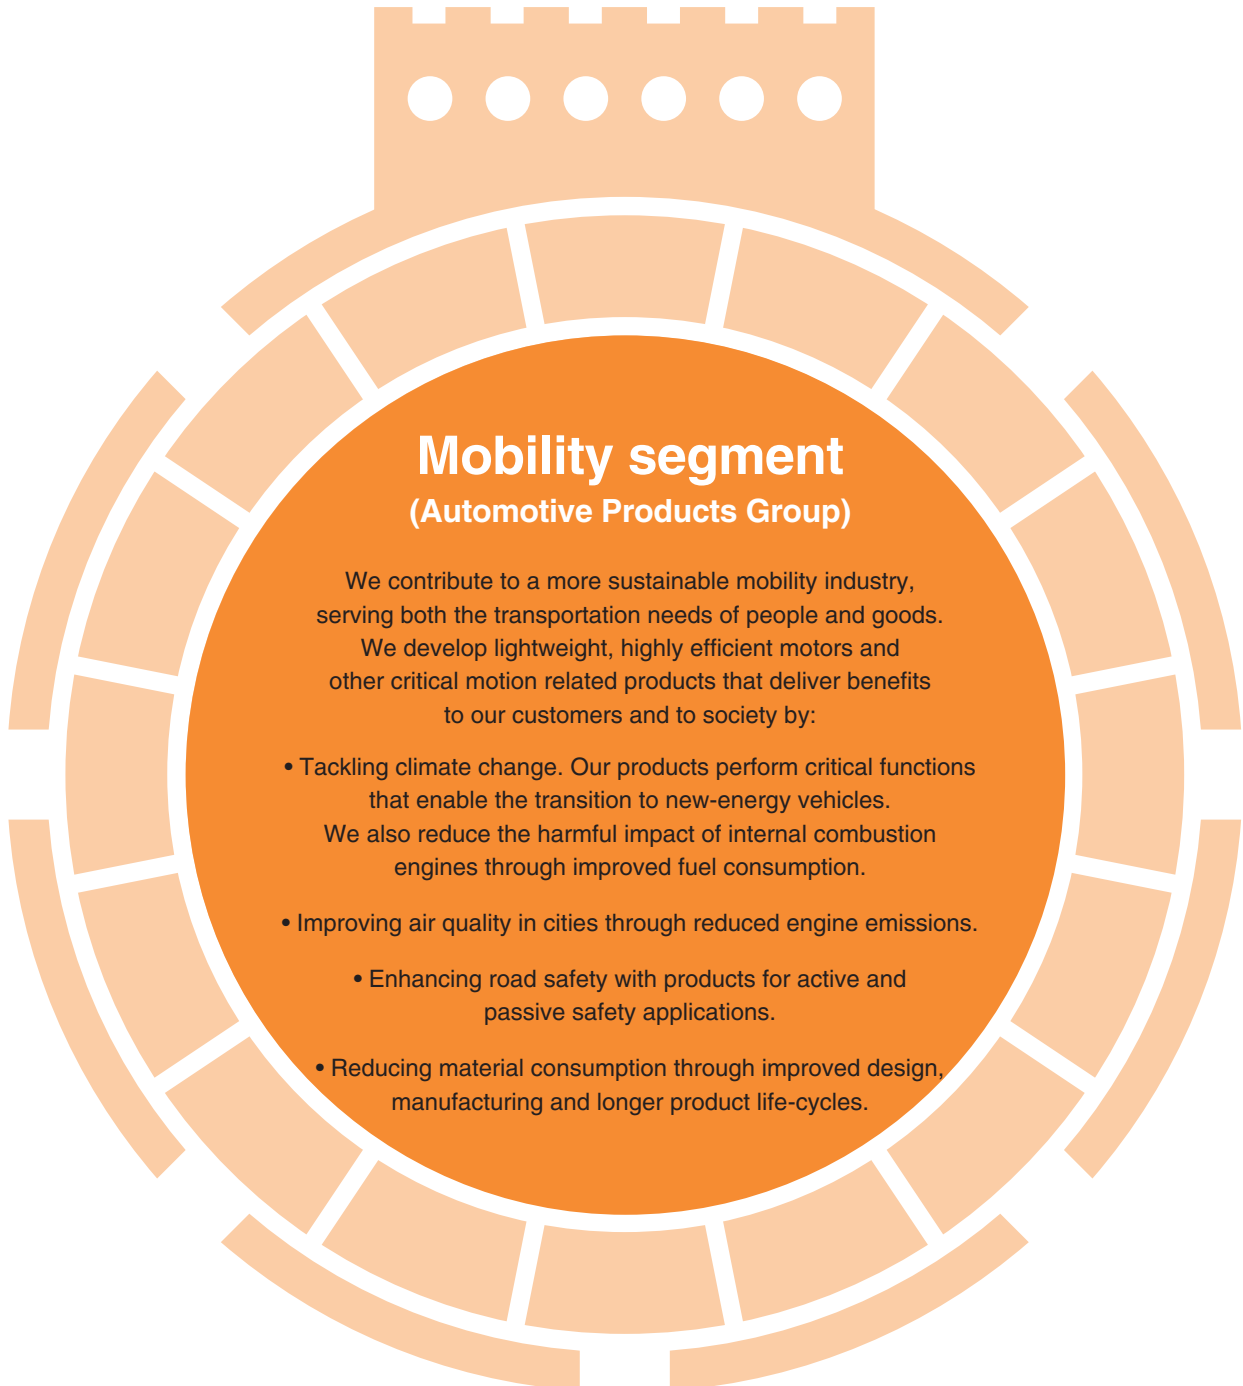 Mobility segment
(Automotive Products Group)
We contribute to a more sustainable mobility industry,
serving both the transportation needs of people and goods.
We develop lightweight, highly efficient motors and
other critical motion related products that deliver benefits
to our customers and to society by:
• Tackling climate change. Our products perform critical functions
that enable the transition to new-energy vehicles.
We also reduce the harmful impact of internal combustion
engines through improved fuel consumption.
• Improving air quality in cities through reduced engine emissions.
• Enhancing road safety with products for active and
passive safety applications.
• Reducing material consumption through improved design,
manufacturing and longer product life-cycles.